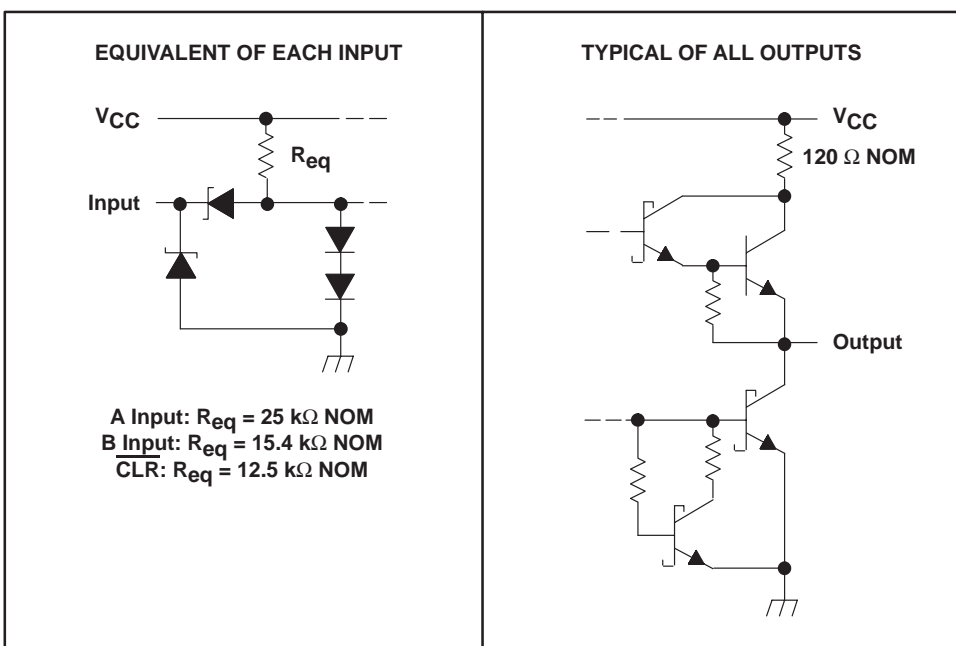 EQUIVALENT OF EACH INPUT
VCC
Req
Input
A Input: Req = 25 kΩ NOM
B Input: Req = 15.4 kΩ NOM
CLR: Req = 12.5 kΩ NOM
TYPICAL OF ALL OUTPUTS
VCC
120 Ω NOM
Output